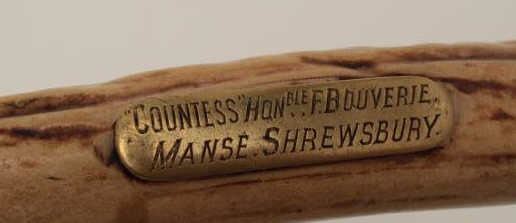 "COUNTESS" HONBLE. F. BOUVERIE.
MANSE. SHREWSBURY.